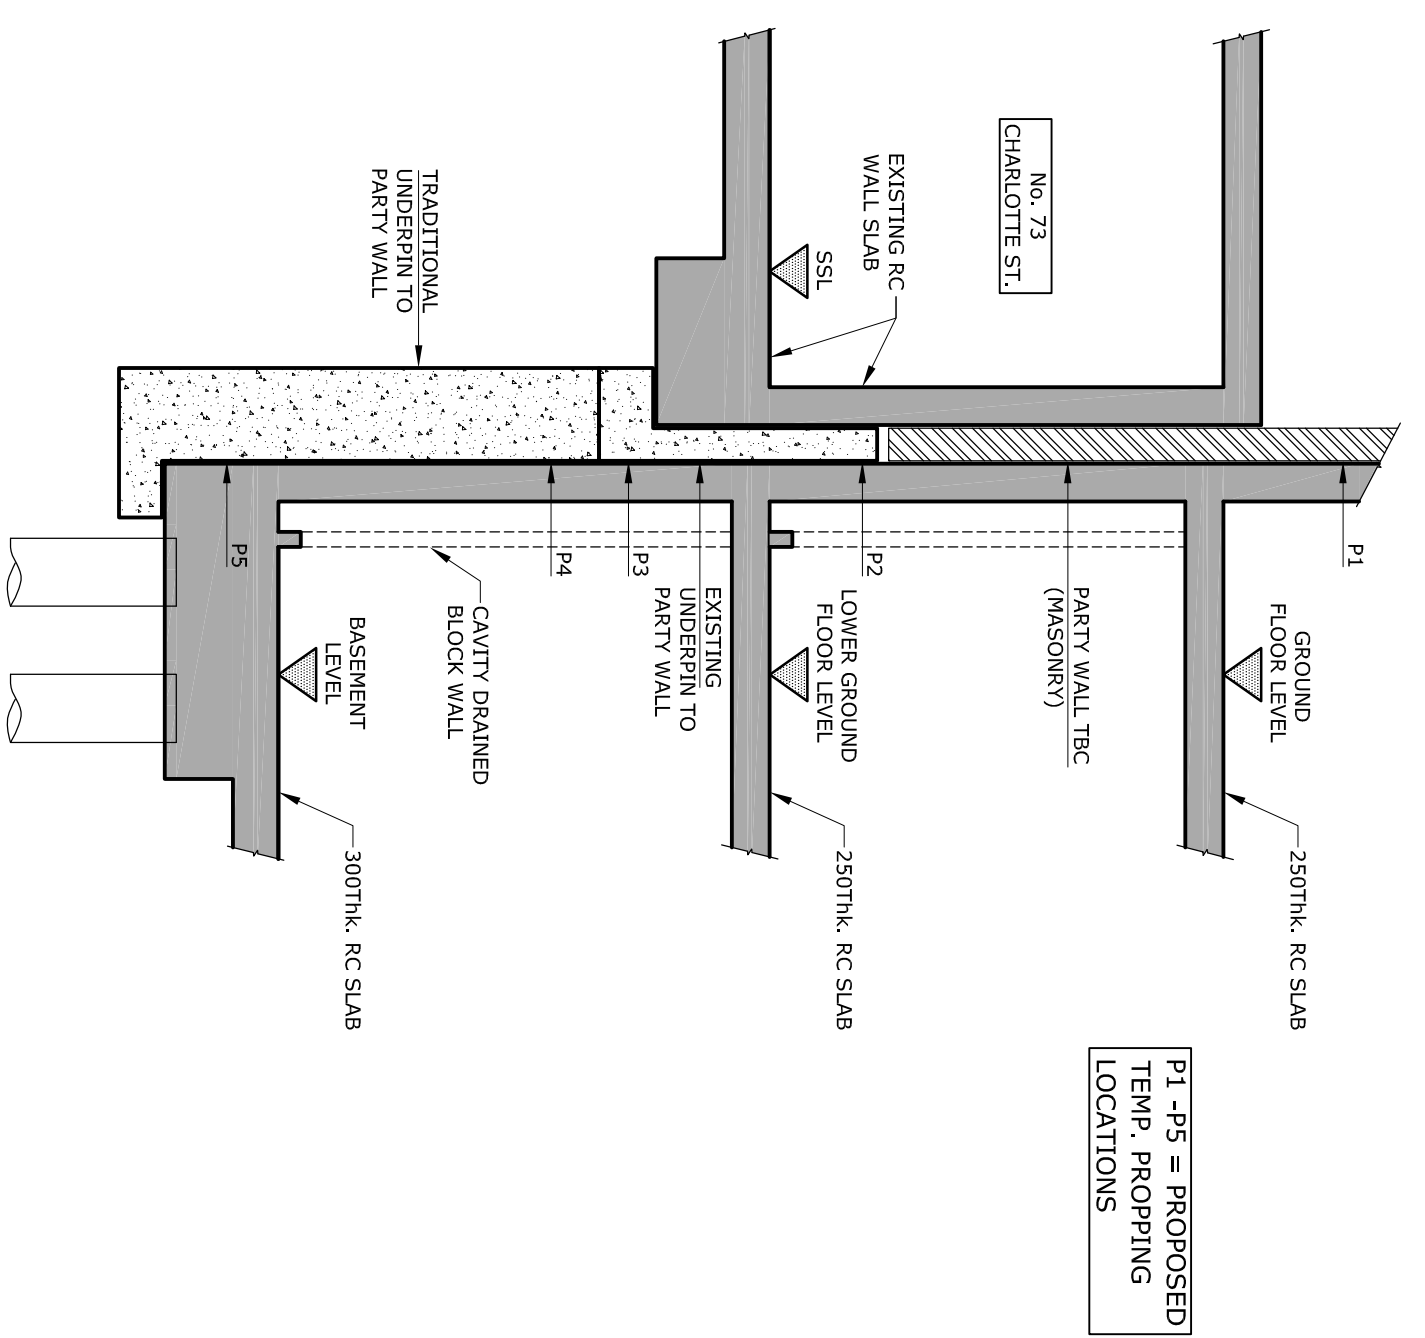 No. 73
CHARLOTTE ST.
EXISTING RC
WALL SLAB
SSL
TRADITIONAL
UNDERPIN TO
PARTY WALL
P1
GROUND
FLOOR LEVEL
250Thk. RC SLAB
PARTY WALL TBC
(MASONRY)
P2
LOWER GROUND
FLOOR LEVEL
250Thk. RC SLAB
EXISTING
UNDERPIN TO
PARTY WALL
P3
P4
CAVITY DRAINED
BLOCK WALL
BASEMENT
LEVEL
300Thk. RC SLAB
P5
P1 -P5 = PROPOSED
TEMP. PROPPING
LOCATIONS